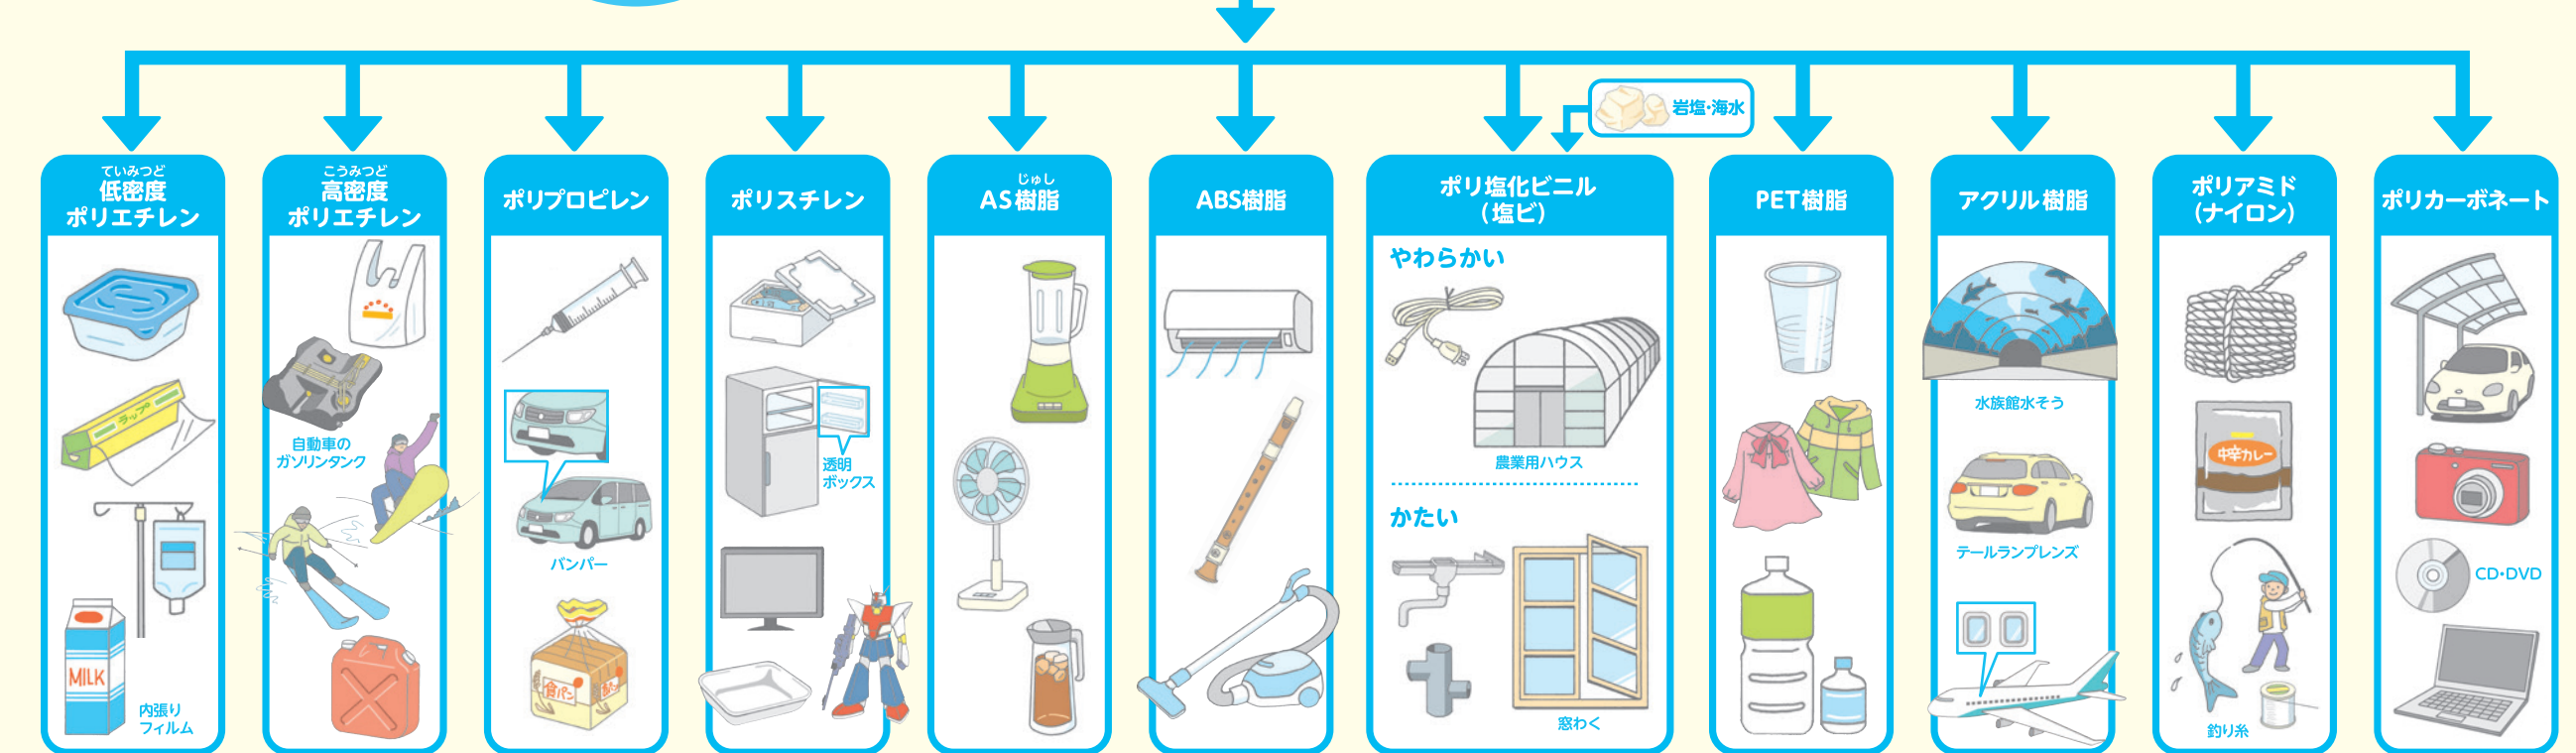 岩塩・海水
ていみつど
低密度
ポリエチレン
ラップ
MILK
内張り
フィルム
こうみつど
高密度
ポリエチレン
自動車の
ガソリンタンク
ポリプロピレン
バンパー
食パン
ポリスチレン
透明
ボックス
じゅし
AS樹脂
ABS樹脂
ポリ塩化ビニル
(塩ビ)
やわらかい
農業用ハウス
かたい
窓わく
PET樹脂
アクリル樹脂
水族館水そう
テールランプレンズ
ポリアミド
(ナイロン)
中辛カレー
釣り糸
ポリカーボネート
CD・DVD